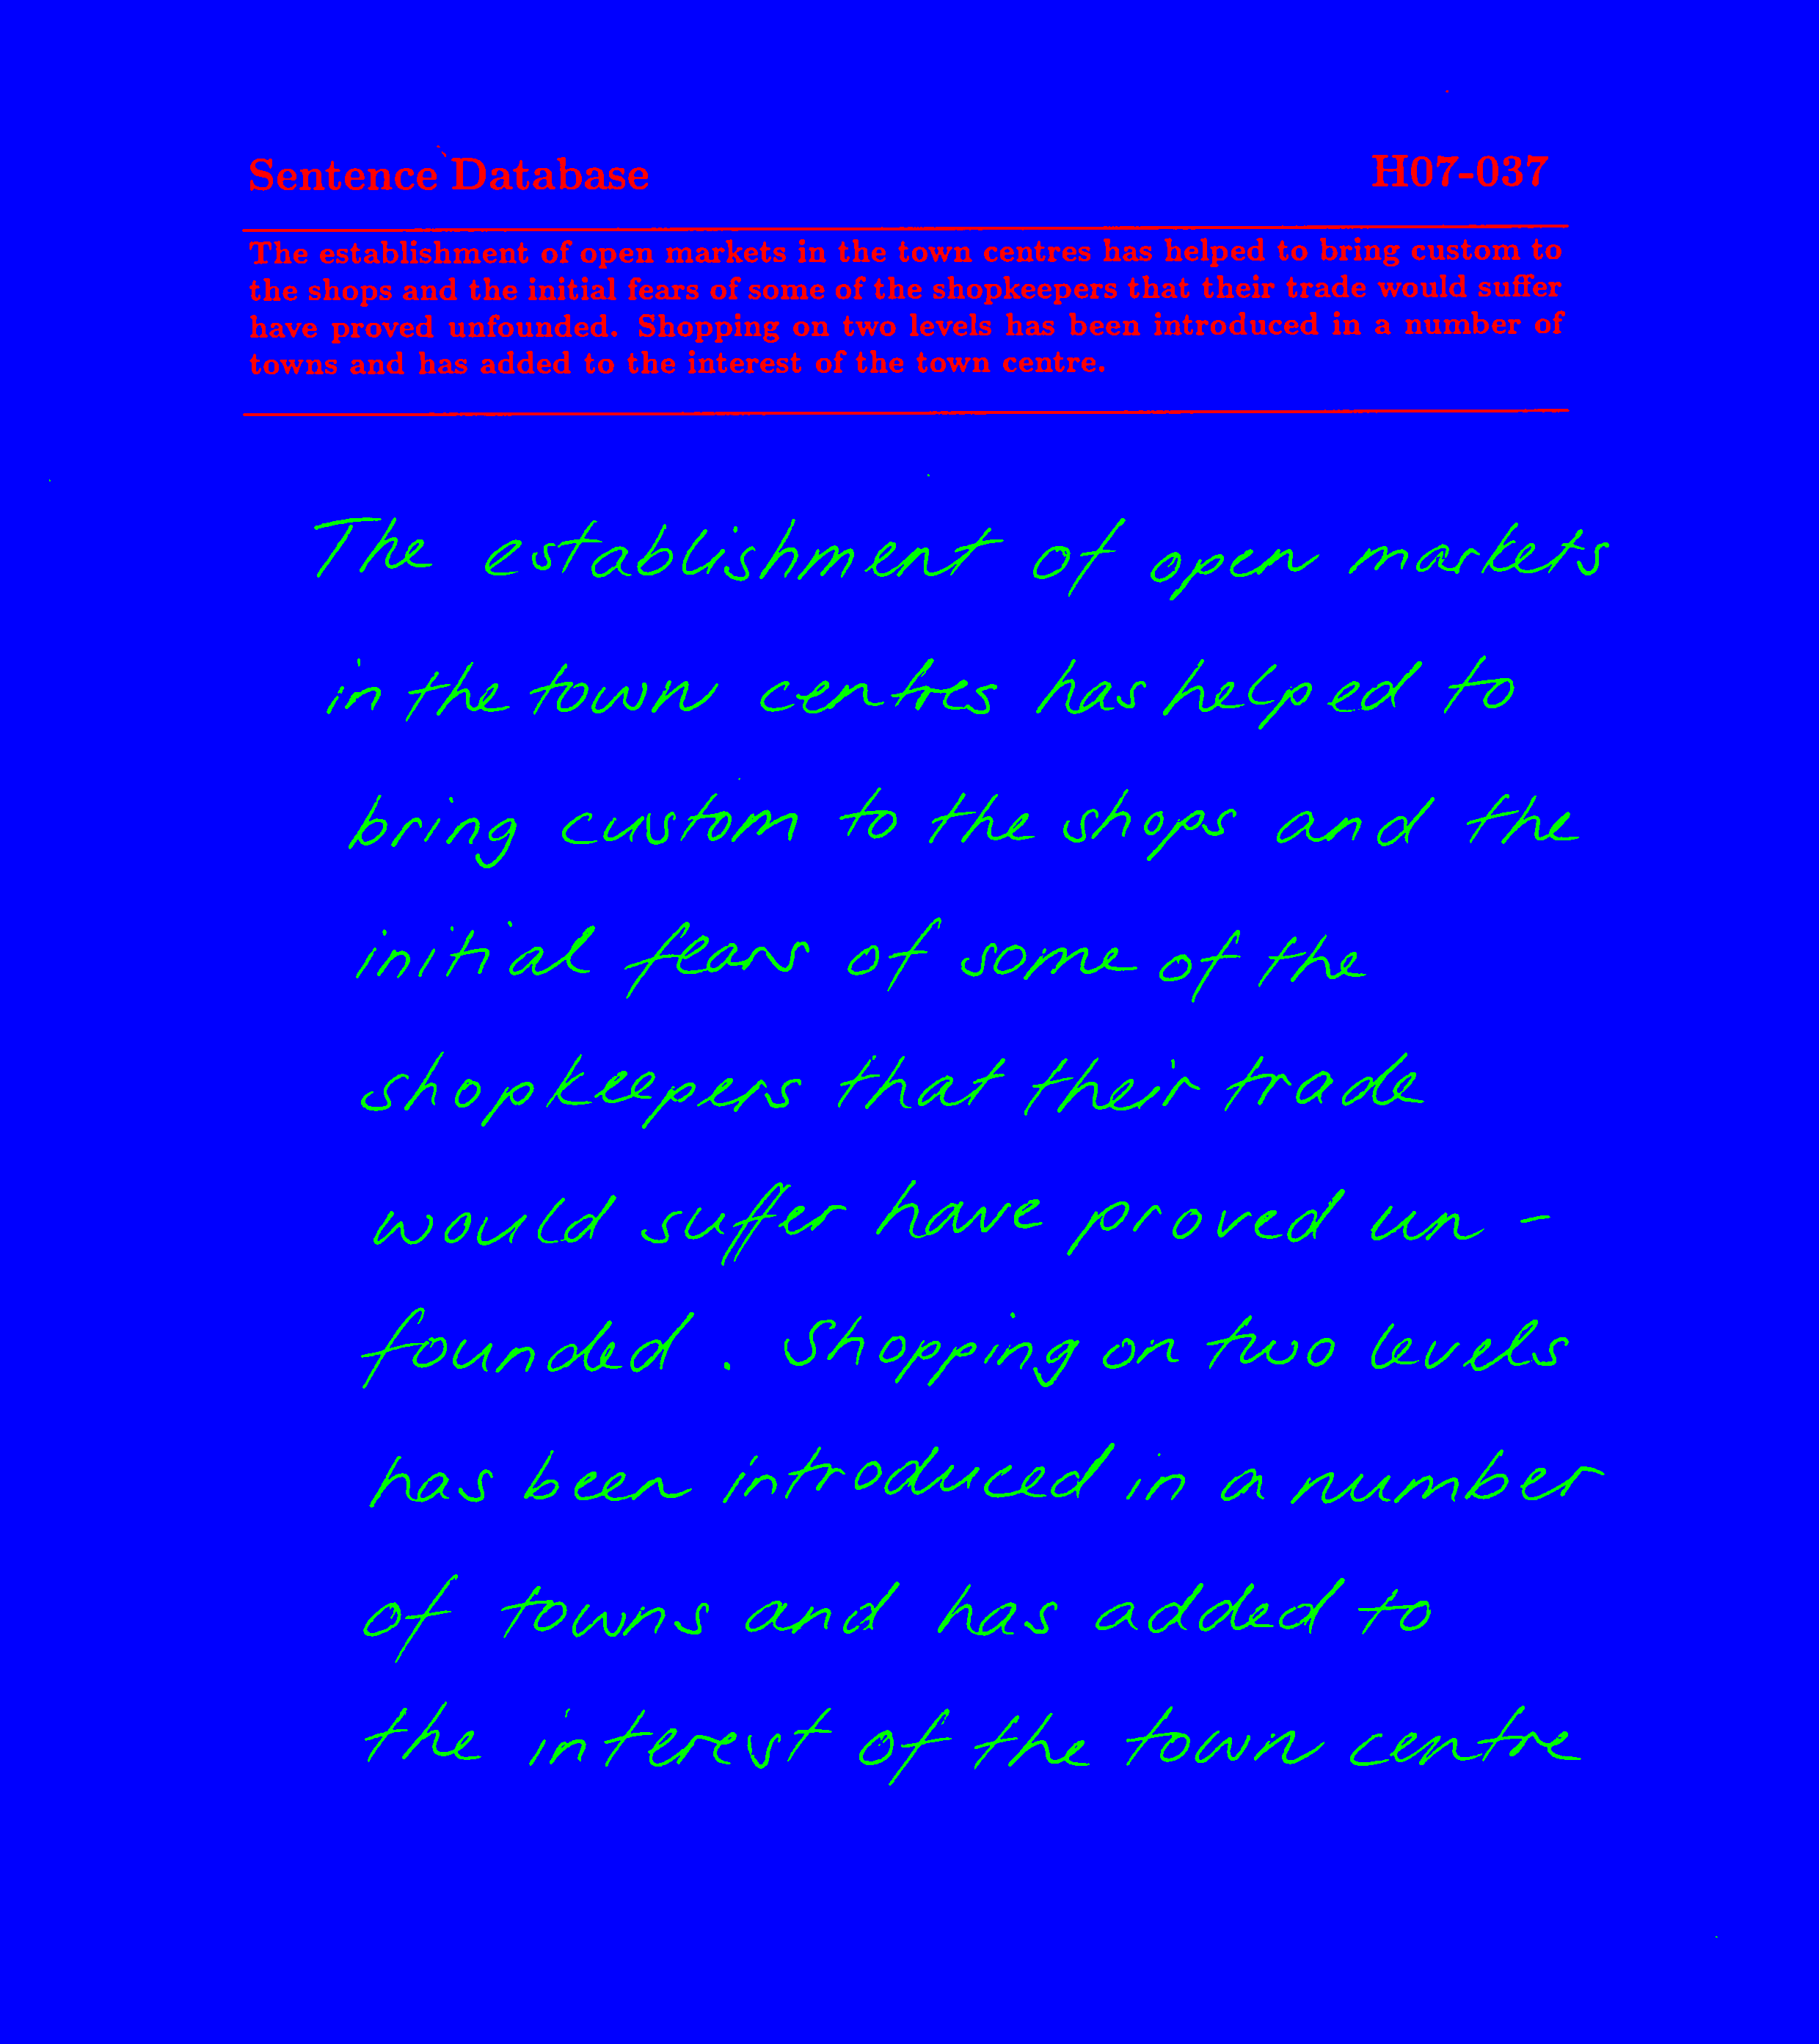 Sentence Database H07-037
The establishment of open markets in the town centres has helped to bring custom to
the shops and the initial fears of some of the shopkeepers that their trade would suffer
have proved unfounded. Shopping on two levels has been introduced in a number of
towns and has added to the interest of the town centre.
The establishment of open markets
in the town centres has helped to
bring custom to the shops and the
initial fears of some of the
shopkeepers that their trade
would suffer have proved un-
founded. Shopping on two levels
has been introduced in a number
of towns and has added to
the interest of the town centre